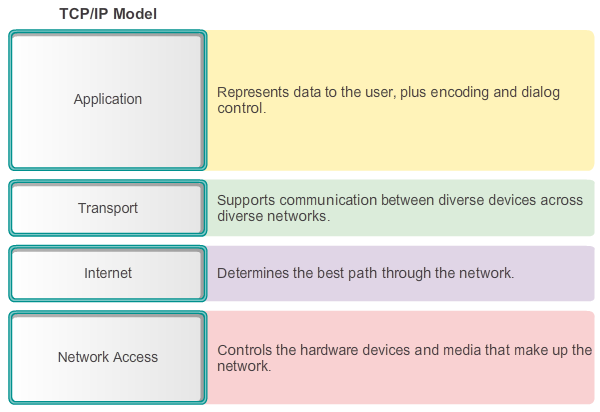 TCP/IP Model
Application
Represents data to the user, plus encoding and dialog
control.
Transport
Supports communication between diverse devices across
diverse networks.
Internet
Determines the best path through the network.
Network Access
Controls the hardware devices and media that make up the
network.